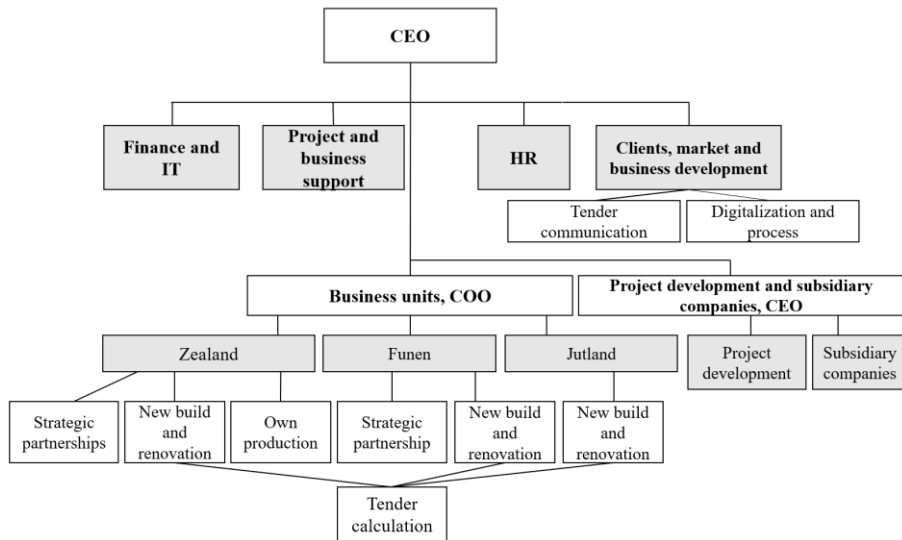 CEO
Finance and
IT
Project and
business
support
HR
Clients, market and
business development
Tender
communication
Digitalization and
process
Business units, COO
Project development and subsidiary
companies, CEO
Zealand
Funen
Jutland
Project
development
Subsidiary
companies
Strategic
partnerships
New build
and
renovation
Own
production
Strategic
partnership
New build
and
renovation
New build
and
renovation
Tender
calculation